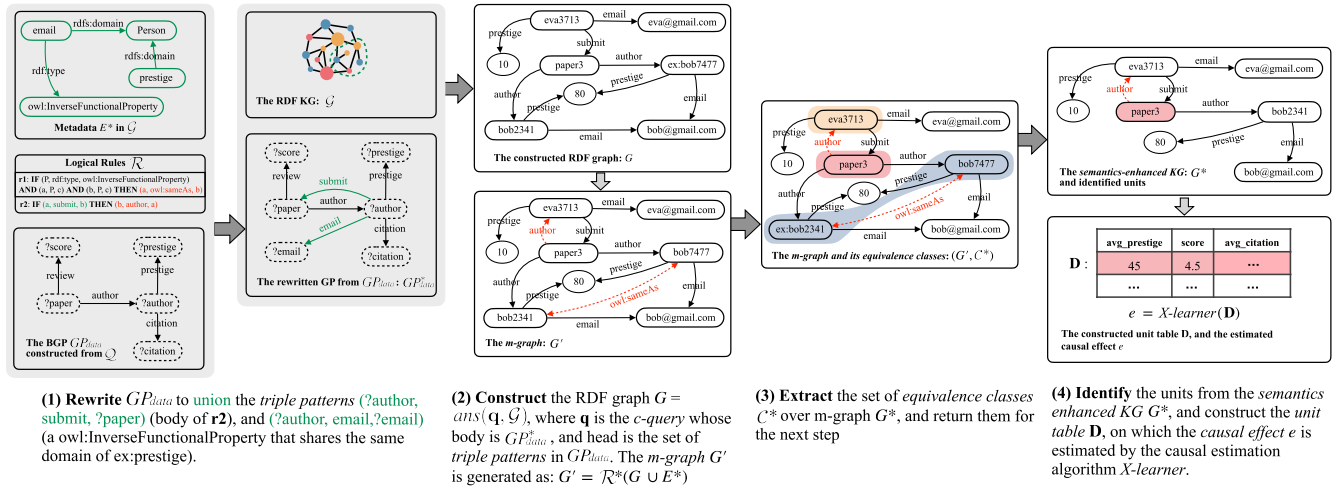 email
rdfs:domain
Person
rdfs:domain
rdf:type
prestige
owl:InverseFunctionalProperty
Metadata E* in 𝒢
Logical Rules ℛ
r1: IF (P, rdf:type, owl:InverseFunctionalProperty)
AND (a, P, c) AND (b, P, c) THEN (a, owl:sameAs, b)
r2: IF (a, submit, b) THEN (b, author, a)
?score
?prestige
review
prestige
?paper
author
?author
citation
?citation
The BGP GP_data
constructed from 𝒬
The RDF KG: 𝒢
?score
?prestige
review
submit
prestige
?paper
author
?author
email
citation
?email
?citation
The rewritten GP from GP_data: GP*_data
eva3713
email
eva@gmail.com
prestige
submit
10
paper3
author
ex:bob7477
author
prestige
80
prestige
email
bob2341
email
bob@gmail.com
The constructed RDF graph: G
eva3713
email
eva@gmail.com
prestige
author
submit
10
paper3
author
bob7477
author
prestige
80
prestige
owl:sameAs
email
bob2341
email
bob@gmail.com
The m-graph: G'
eva3713
email
eva@gmail.com
prestige
author
submit
10
paper3
author
bob7477
author
prestige
80
prestige
owl:sameAs
email
ex:bob2341
email
bob@gmail.com
The m-graph and its equivalence classes: (G', C*)
eva3713
email
eva@gmail.com
prestige
author
submit
10
paper3
author
bob2341
80
prestige
email
bob@gmail.com
The semantics-enhanced KG: G*
and identified units
avg_prestige score avg_citation
D :
45 4.5 ···
··· ···
e = X-learner(D)
The constructed unit table D, and the estimated
causal effect e
(1) Rewrite GP_data to union the triple patterns (?author,
submit, ?paper) (body of r2), and (?author, email,?email)
(a owl:InverseFunctionalProperty that shares the same
domain of ex:prestige).
(2) Construct the RDF graph G =
ans(q, 𝒢), where q is the c-query whose
body is GP*_data, and head is the set of
triple patterns in GP_data. The m-graph G'
is generated as: G' = ℛ*(G ∪ E*)
(3) Extract the set of equivalence classes
C* over m-graph G*, and return them for
the next step
(4) Identify the units from the semantics
enhanced KG G*, and construct the unit
table D, on which the causal effect e is
estimated by the causal estimation
algorithm X-learner.